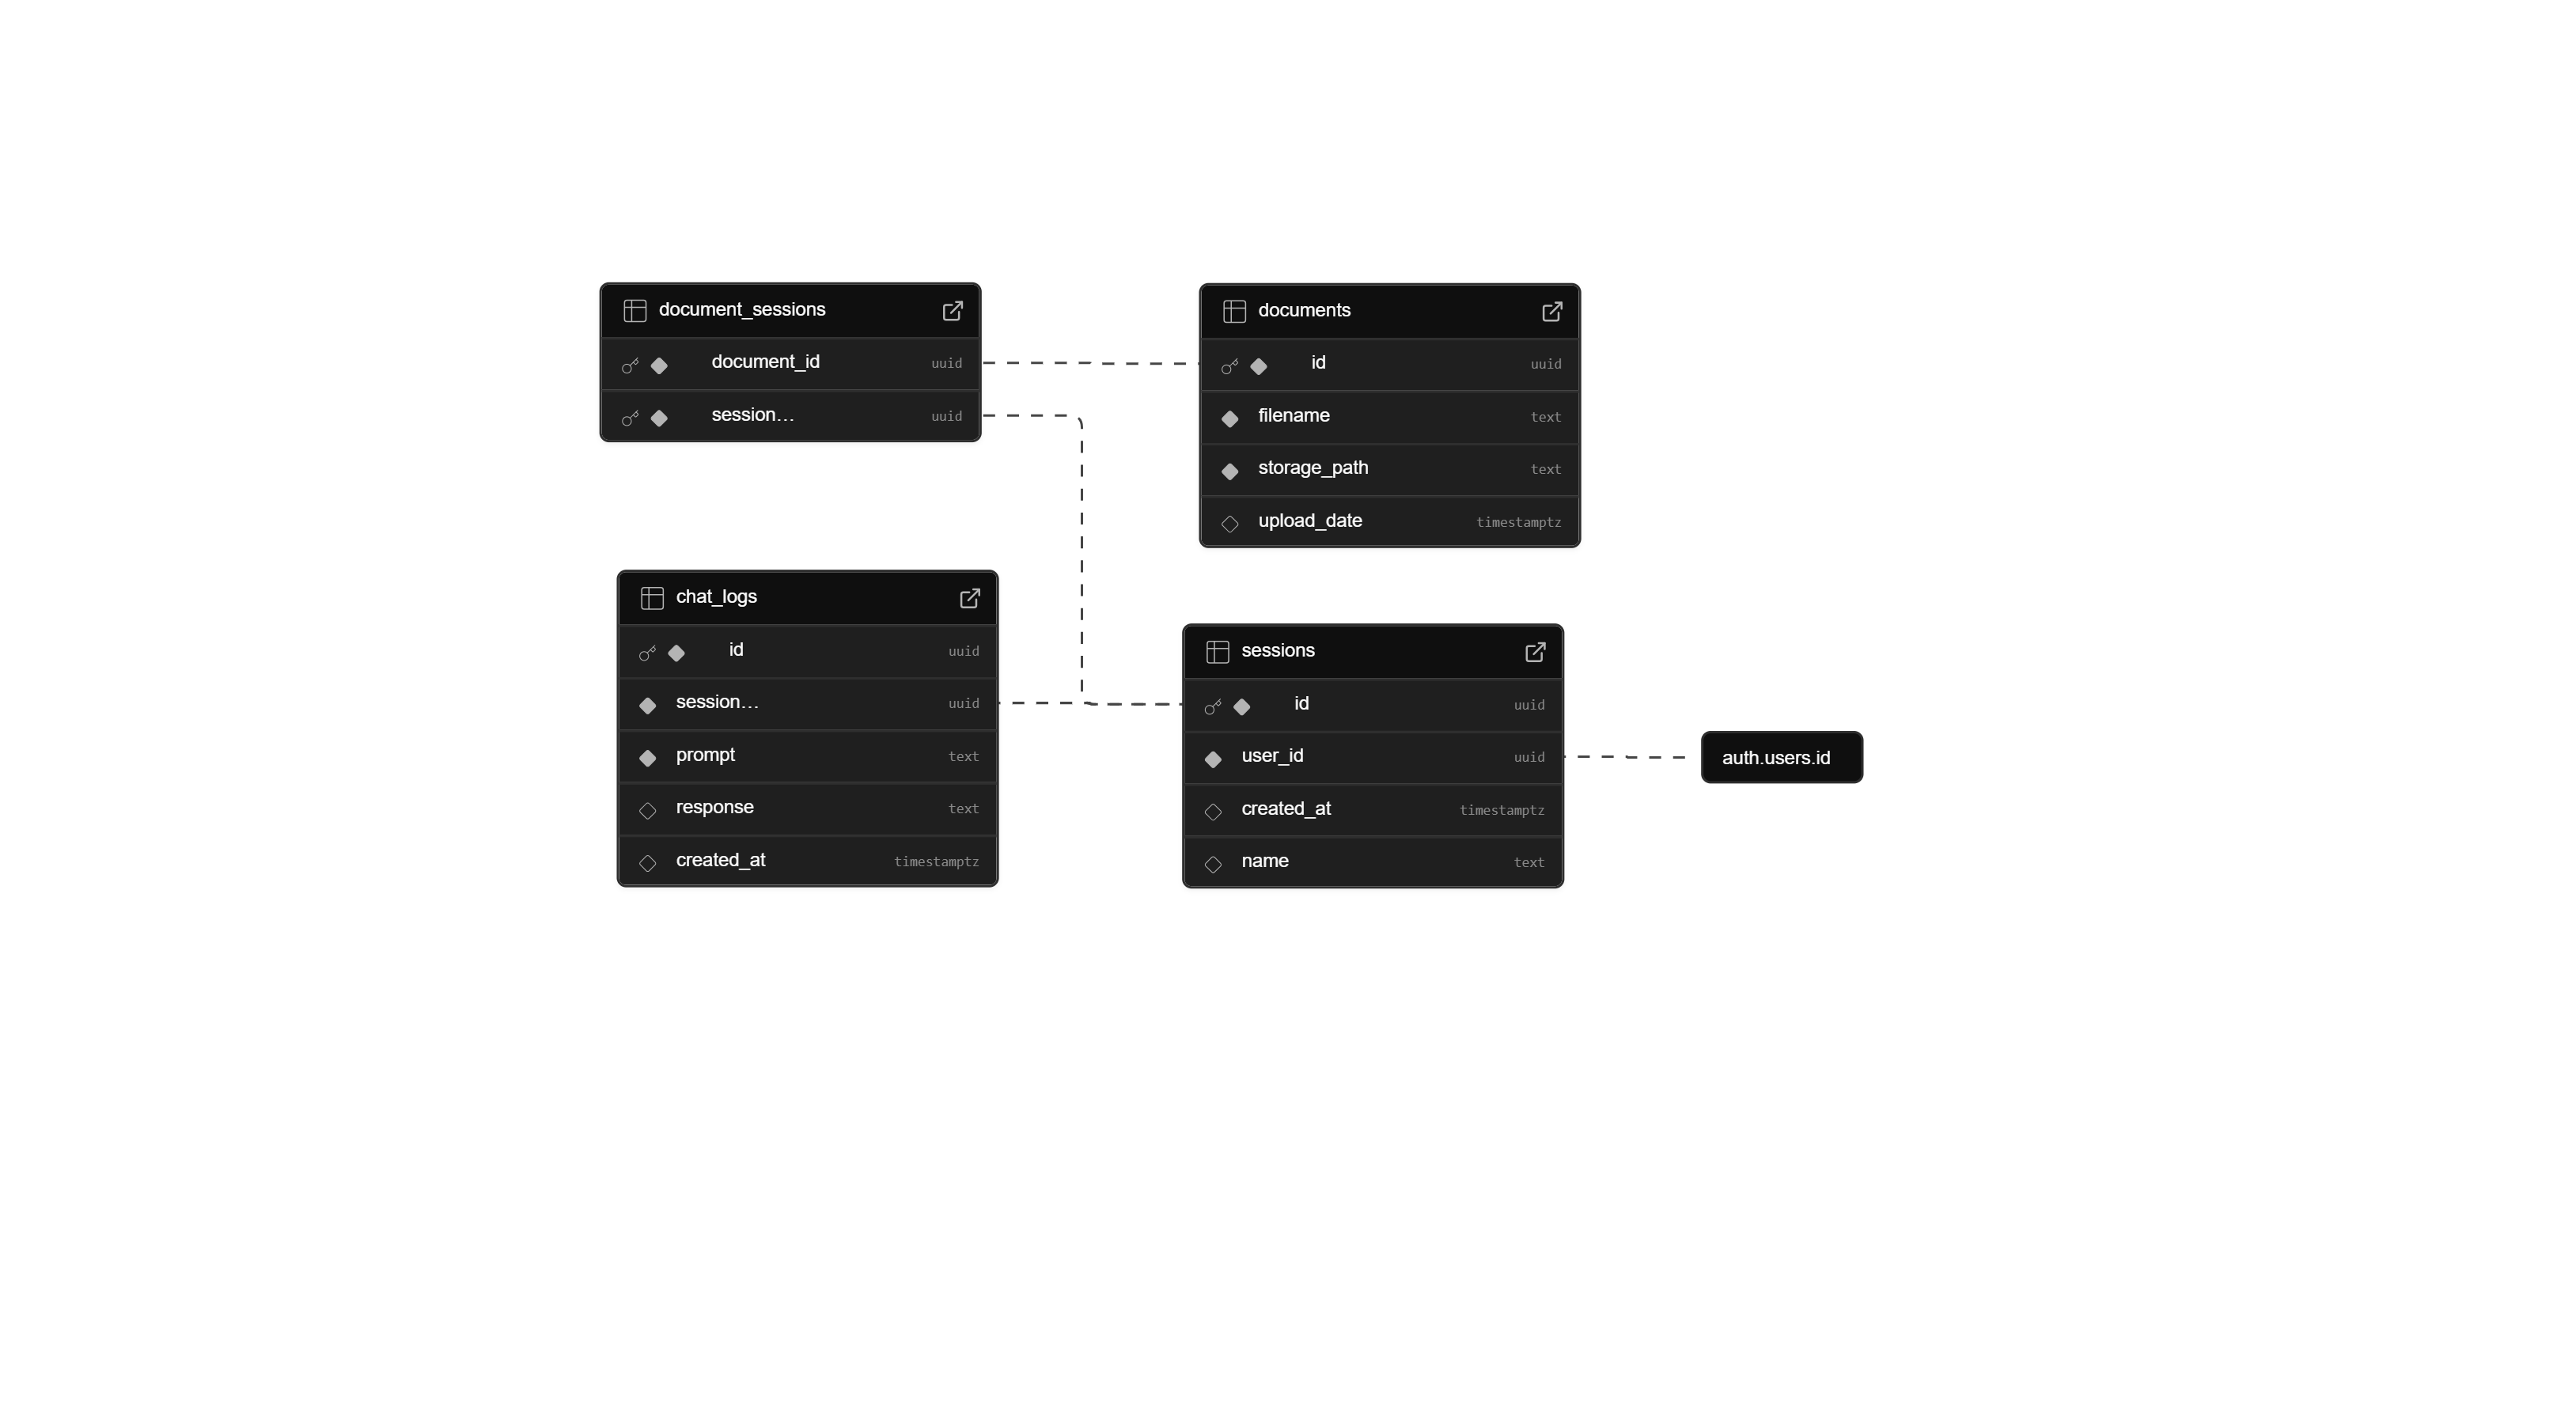 document_sessions
document_id uuid
session... uuid
documents
id uuid
filename text
storage_path text
upload_date timestamptz
chat_logs
id uuid
session... uuid
prompt text
response text
created_at timestamptz
sessions
id uuid
user_id uuid
created_at timestamptz
name text
auth.users.id